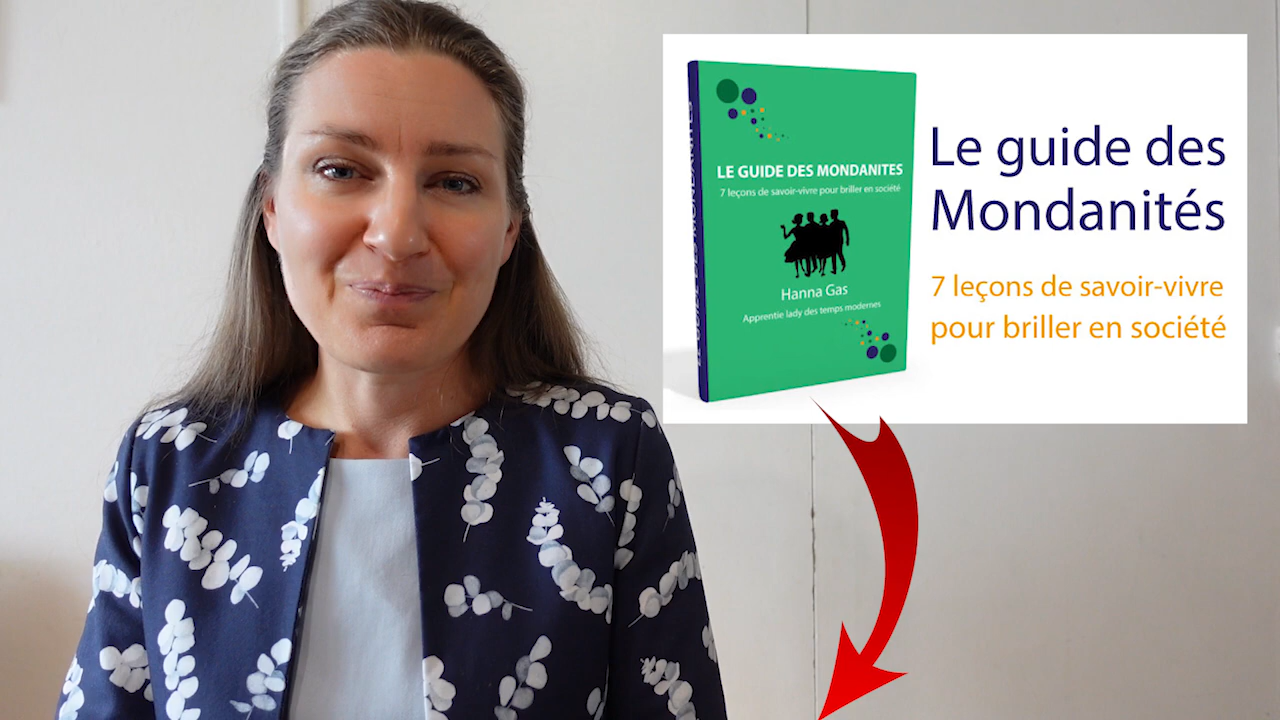 LE GUIDE DES MONDANITES
7 leçons de savoir-vivre pour briller en société
Hanna Gas
Apprentie lady des temps modernes
Le guide des
Mondanités
7 leçons de savoir-vivre
pour briller en société